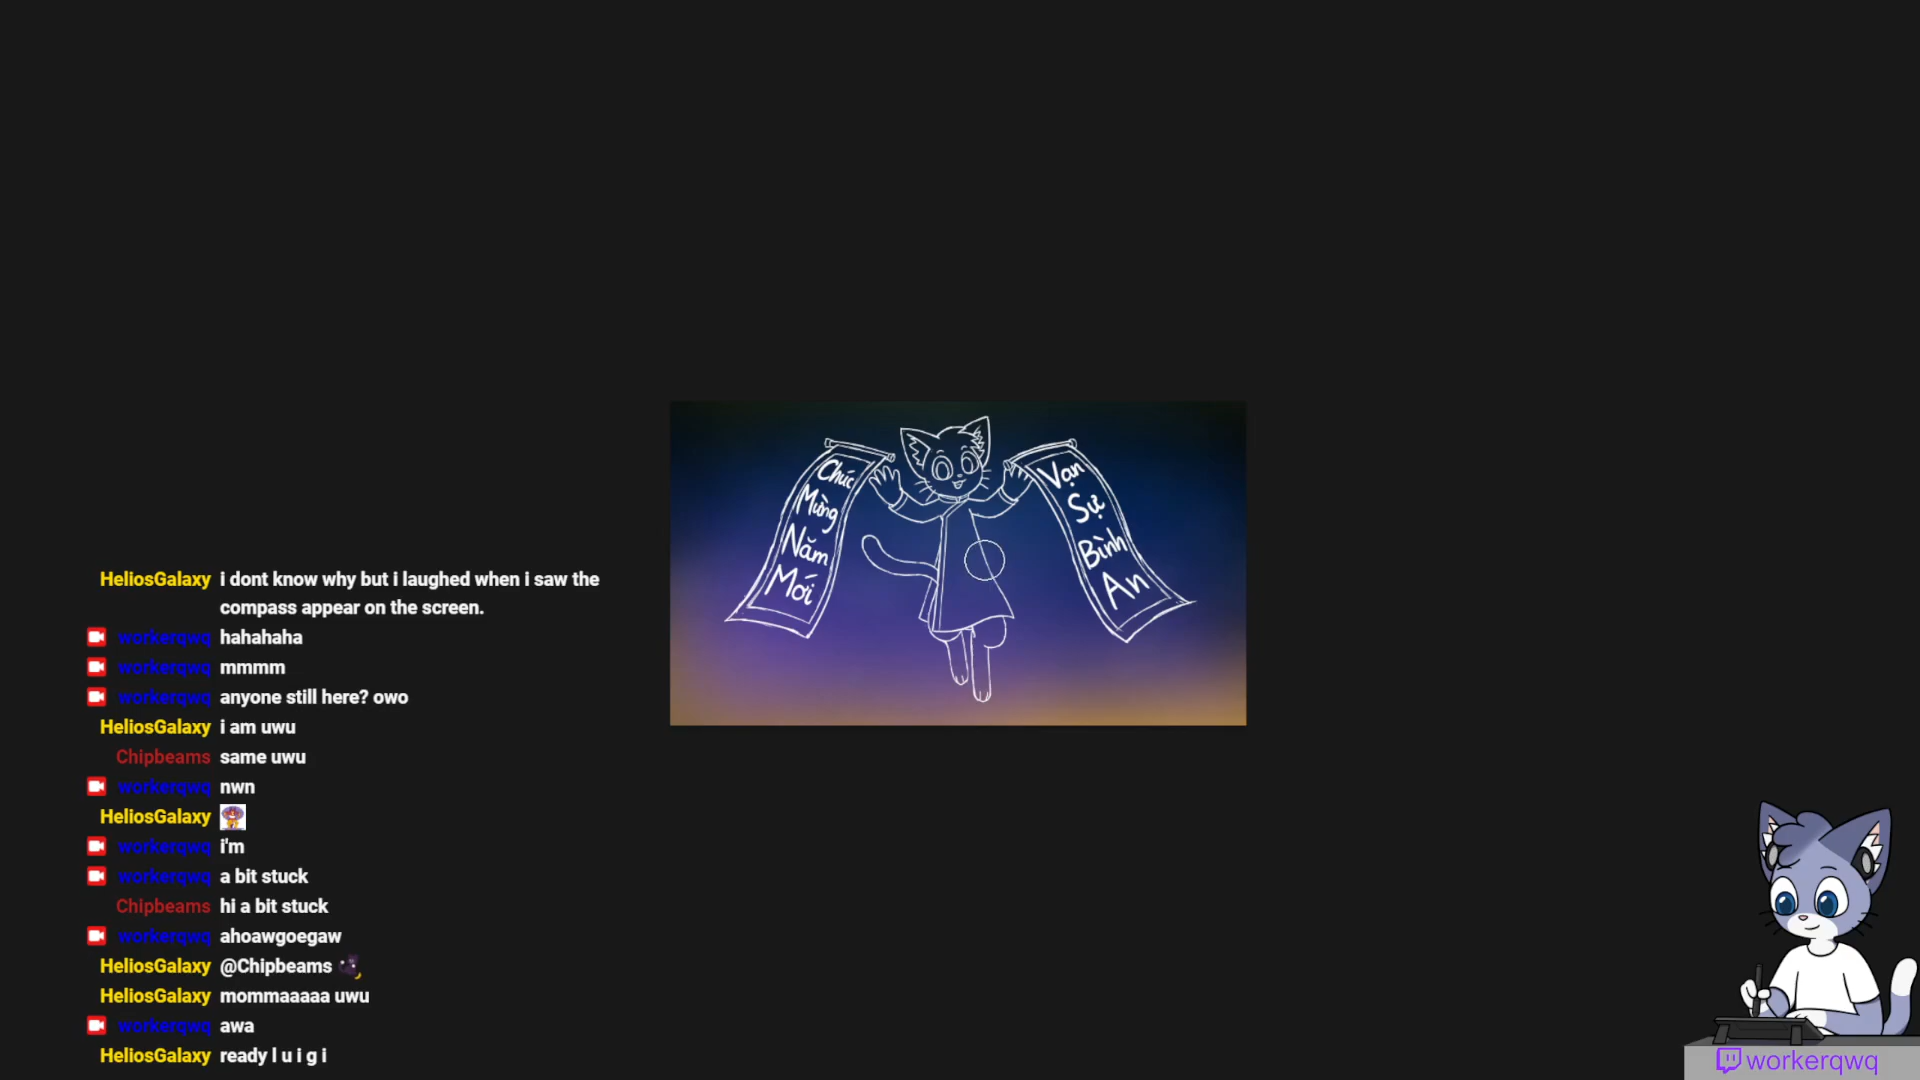 Chúc
Mừng
Năm
Mới
Vạn
Sự
Bình
An
HeliosGalaxy i dont know why but i laughed when i saw the
compass appear on the screen.
workerqwq hahahaha
workerqwq mmmm
workerqwq anyone still here? owo
HeliosGalaxy i am uwu
Chipbeams same uwu
workerqwq nwn
HeliosGalaxy
workerqwq i'm
workerqwq a bit stuck
Chipbeams hi a bit stuck
workerqwq ahoawgoegaw
HeliosGalaxy @Chipbeams
HeliosGalaxy mommaaaaa uwu
workerqwq awa
HeliosGalaxy ready l u i g i
workerqwq